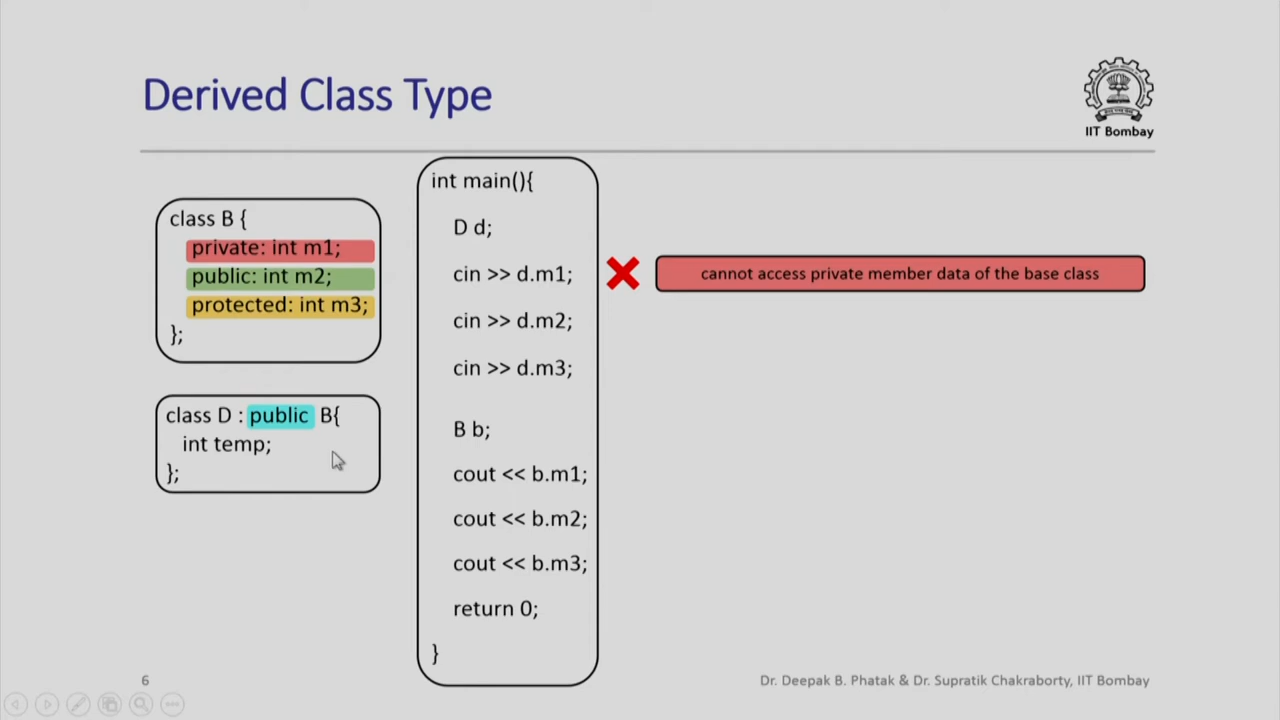 Derived Class Type
IIT Bombay
class B {
private: int m1;
public: int m2;
protected: int m3;
};
class D : public B{
int temp;
};
int main(){
D d;
cin >> d.m1;
cin >> d.m2;
cin >> d.m3;
B b;
cout << b.m1;
cout << b.m2;
cout << b.m3;
return 0;
}
cannot access private member data of the base class
6
Dr. Deepak B. Phatak & Dr. Supratik Chakraborty, IIT Bombay